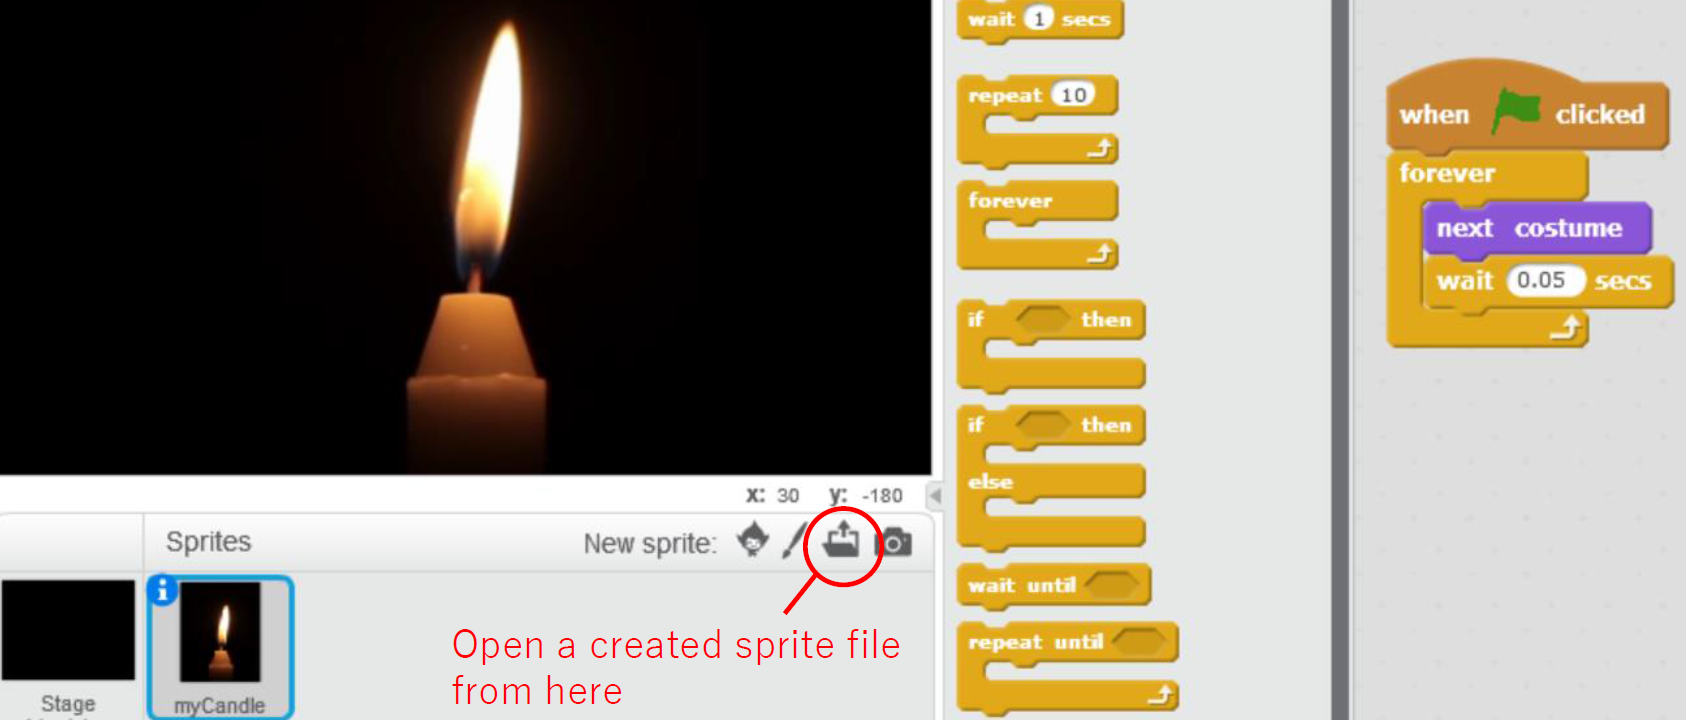 wait 1 secs
repeat 10
forever
if then
if then
else
wait until
repeat until
when clicked
forever
next costume
wait 0.05 secs
x: 30 y: -180
Sprites
New sprite:
Stage
myCandle
Open a created sprite file
from here